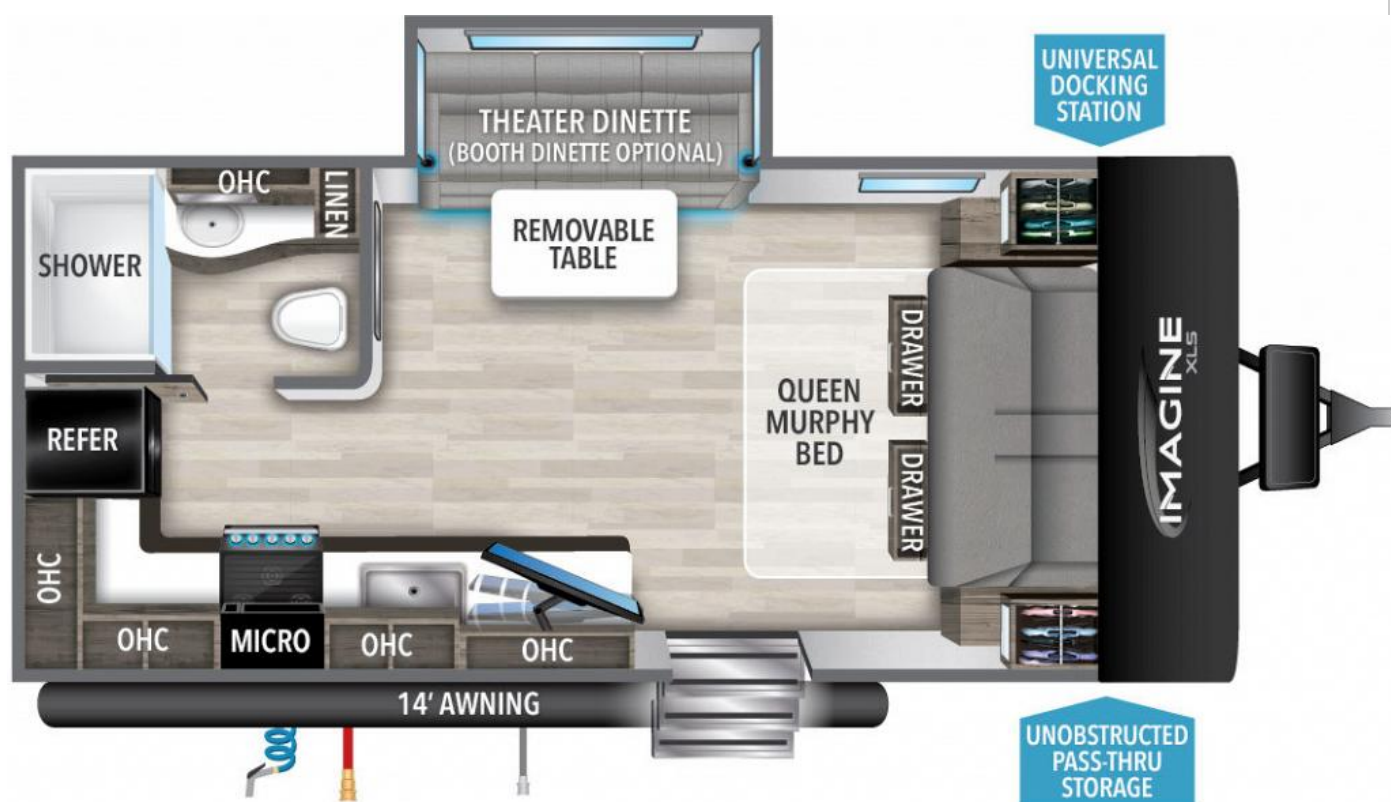 UNIVERSAL
DOCKING
STATION
THEATER DINETTE
(BOOTH DINETTE OPTIONAL)
OHC
LINEN
SHOWER
REMOVABLE
TABLE
DRAWER
QUEEN
MURPHY
BED
DRAWER
IMAGINE
XLS
REFER
OHC
OHC
MICRO
OHC
OHC
14' AWNING
UNOBSTRUCTED
PASS-THRU
STORAGE